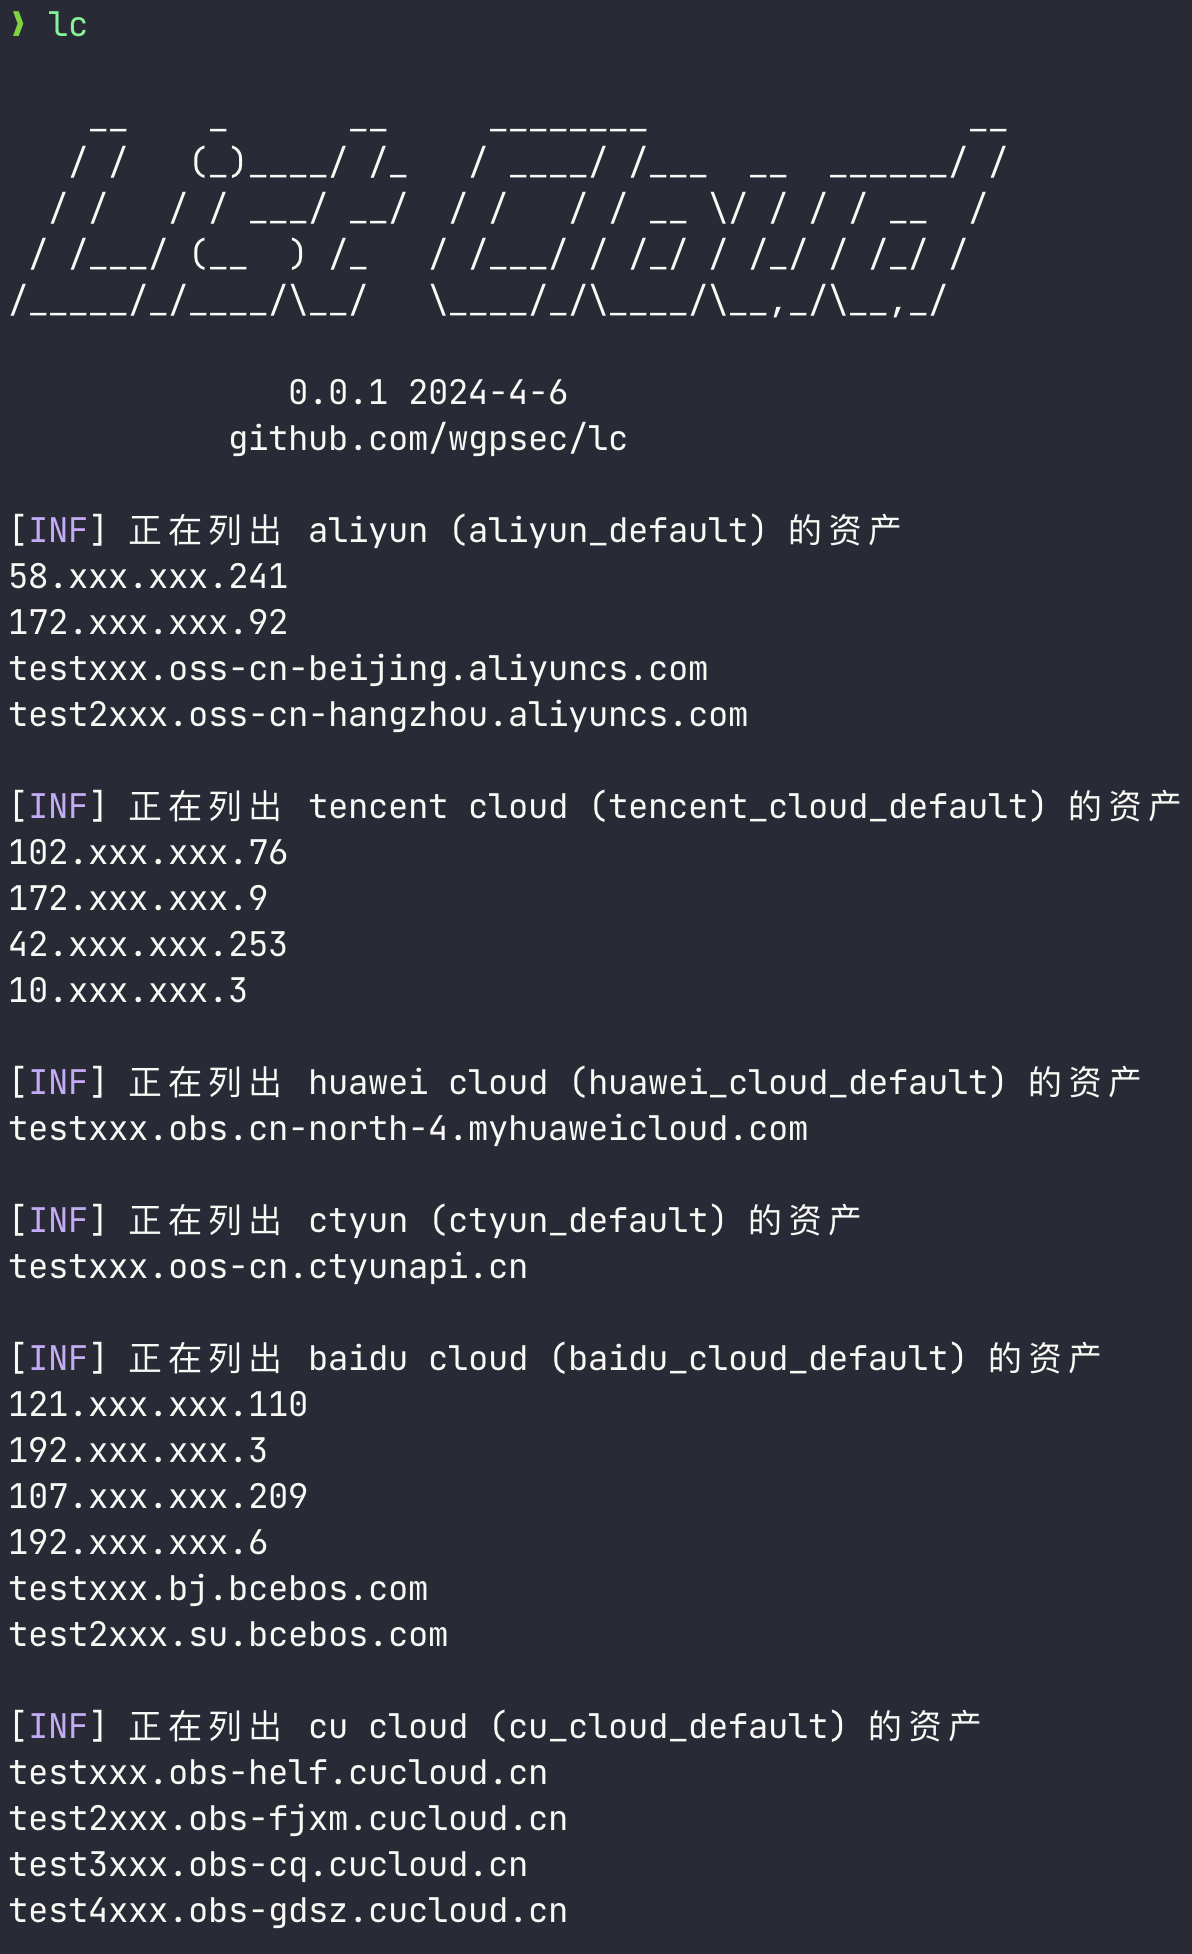 ❱ lc
    __    _      __     ________                __
   / /   (_)____/ /_   / ____/ /___  __  ______/ /
  / /   / / ___/ __/  / /   / / __ \/ / / / __  /
 / /___/ (__  ) /_   / /___/ / /_/ / /_/ / /_/ /
/_____/_/____/\__/   \____/_/\____/\__,_/\__,_/
0.0.1 2024-4-6
github.com/wgpsec/lc
[INF] 正在列出 aliyun (aliyun_default) 的资产
58.xxx.xxx.241
172.xxx.xxx.92
testxxx.oss-cn-beijing.aliyuncs.com
test2xxx.oss-cn-hangzhou.aliyuncs.com
[INF] 正在列出 tencent cloud (tencent_cloud_default) 的资产
102.xxx.xxx.76
172.xxx.xxx.9
42.xxx.xxx.253
10.xxx.xxx.3
[INF] 正在列出 huawei cloud (huawei_cloud_default) 的资产
testxxx.obs.cn-north-4.myhuaweicloud.com
[INF] 正在列出 ctyun (ctyun_default) 的资产
testxxx.oos-cn.ctyunapi.cn
[INF] 正在列出 baidu cloud (baidu_cloud_default) 的资产
121.xxx.xxx.110
192.xxx.xxx.3
107.xxx.xxx.209
192.xxx.xxx.6
testxxx.bj.bcebos.com
test2xxx.su.bcebos.com
[INF] 正在列出 cu cloud (cu_cloud_default) 的资产
testxxx.obs-helf.cucloud.cn
test2xxx.obs-fjxm.cucloud.cn
test3xxx.obs-cq.cucloud.cn
test4xxx.obs-gdsz.cucloud.cn